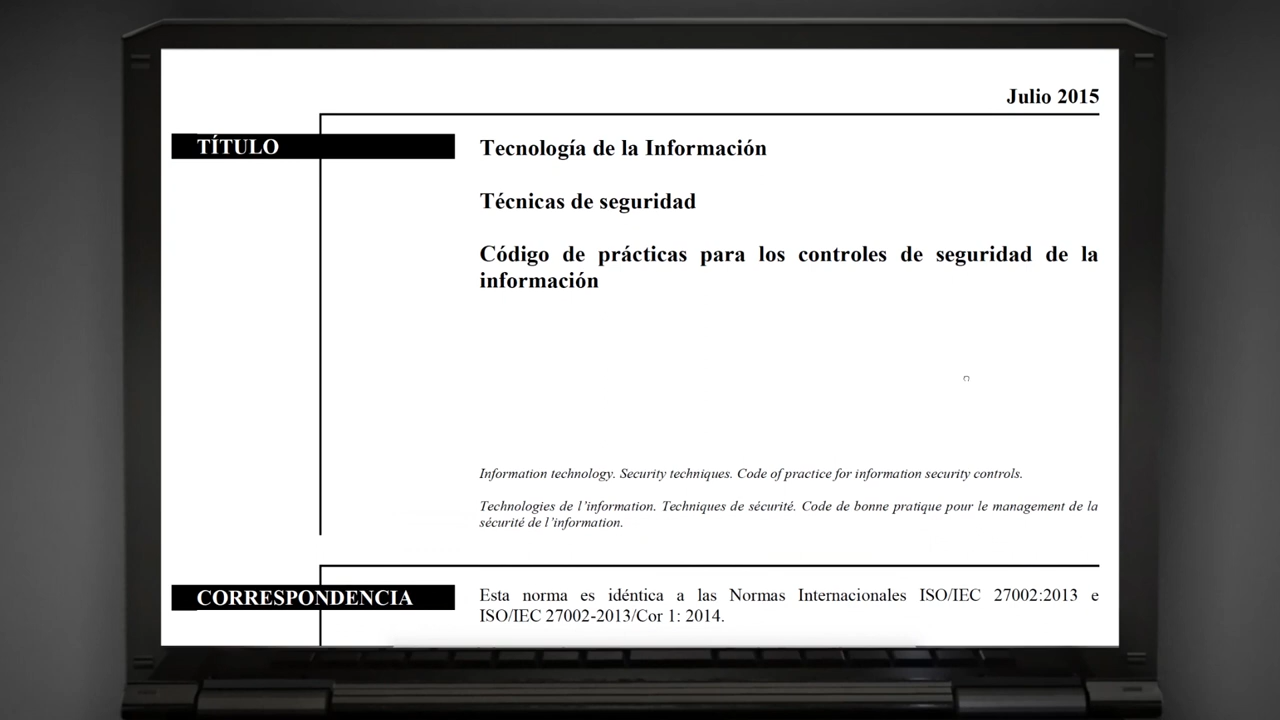 Julio 2015
TÍTULO
Tecnología de la Información
Técnicas de seguridad
Código de prácticas para los controles de seguridad de la
información
Information technology. Security techniques. Code of practice for information security controls.
Technologies de l’information. Techniques de sécurité. Code de bonne pratique pour le management de la
sécurité de l’information.
CORRESPONDENCIA
Esta norma es idéntica a las Normas Internacionales ISO/IEC 27002:2013 e
ISO/IEC 27002-2013/Cor 1: 2014.